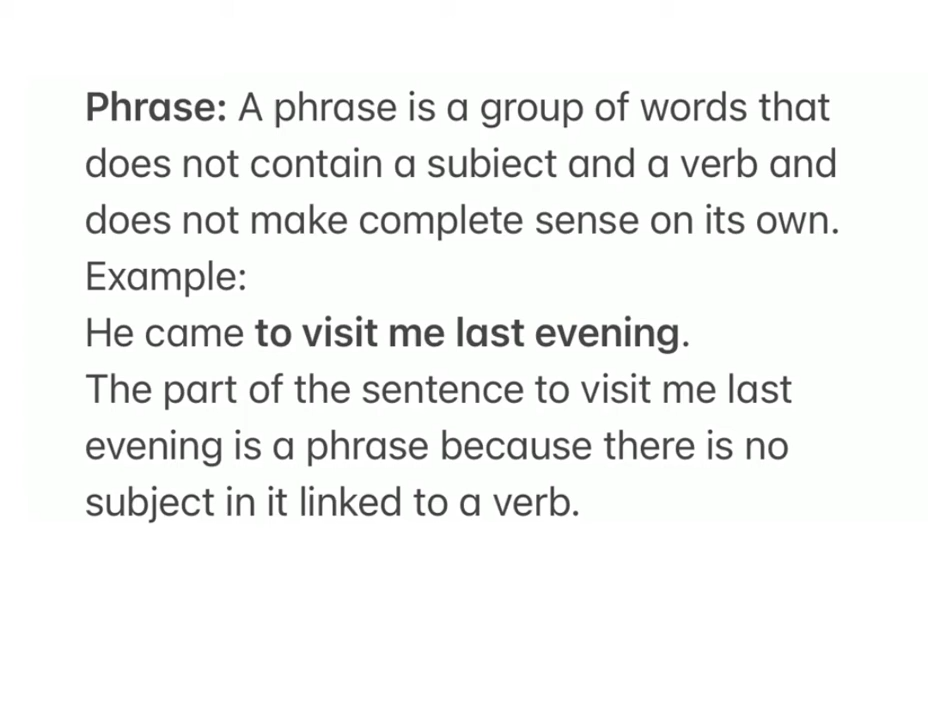 Phrase: A phrase is a group of words that
does not contain a subiect and a verb and
does not make complete sense on its own.
Example:
He came to visit me last evening.
The part of the sentence to visit me last
evening is a phrase because there is no
subject in it linked to a verb.